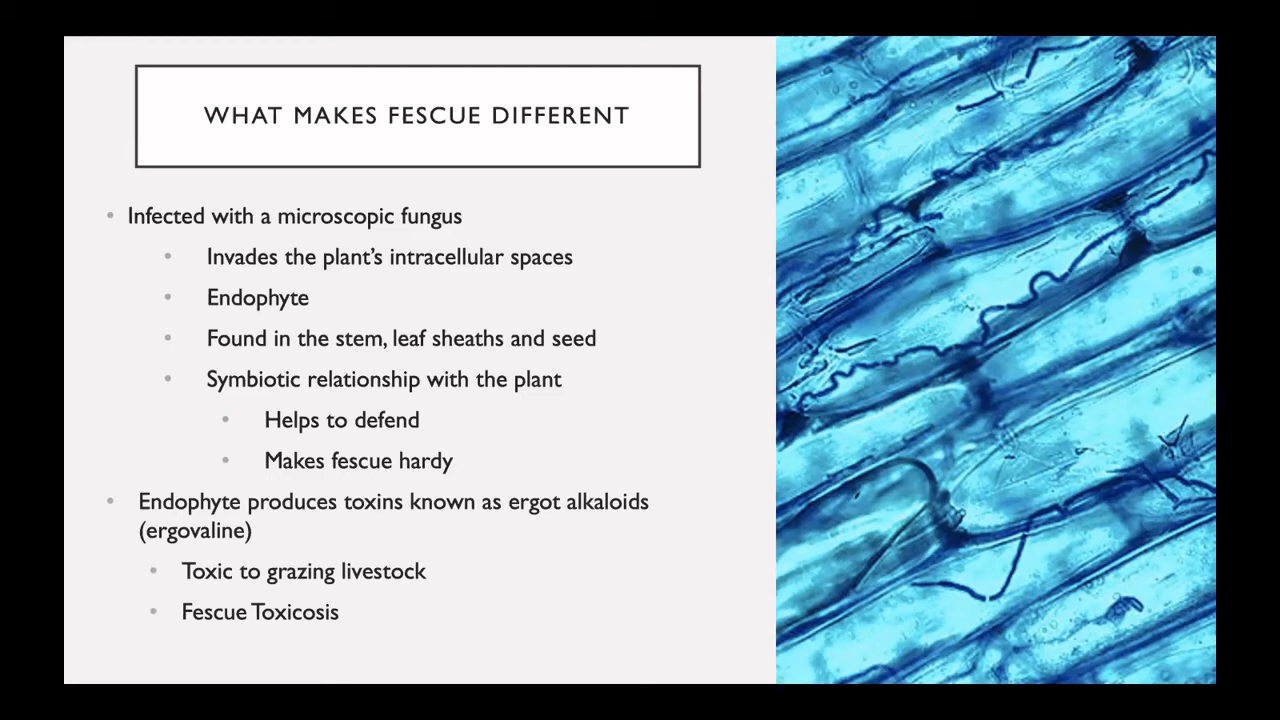 WHAT MAKES FESCUE DIFFERENT
• Infected with a microscopic fungus
• Invades the plant’s intracellular spaces
• Endophyte
• Found in the stem, leaf sheaths and seed
• Symbiotic relationship with the plant
• Helps to defend
• Makes fescue hardy
• Endophyte produces toxins known as ergot alkaloids
(ergovaline)
• Toxic to grazing livestock
• Fescue Toxicosis